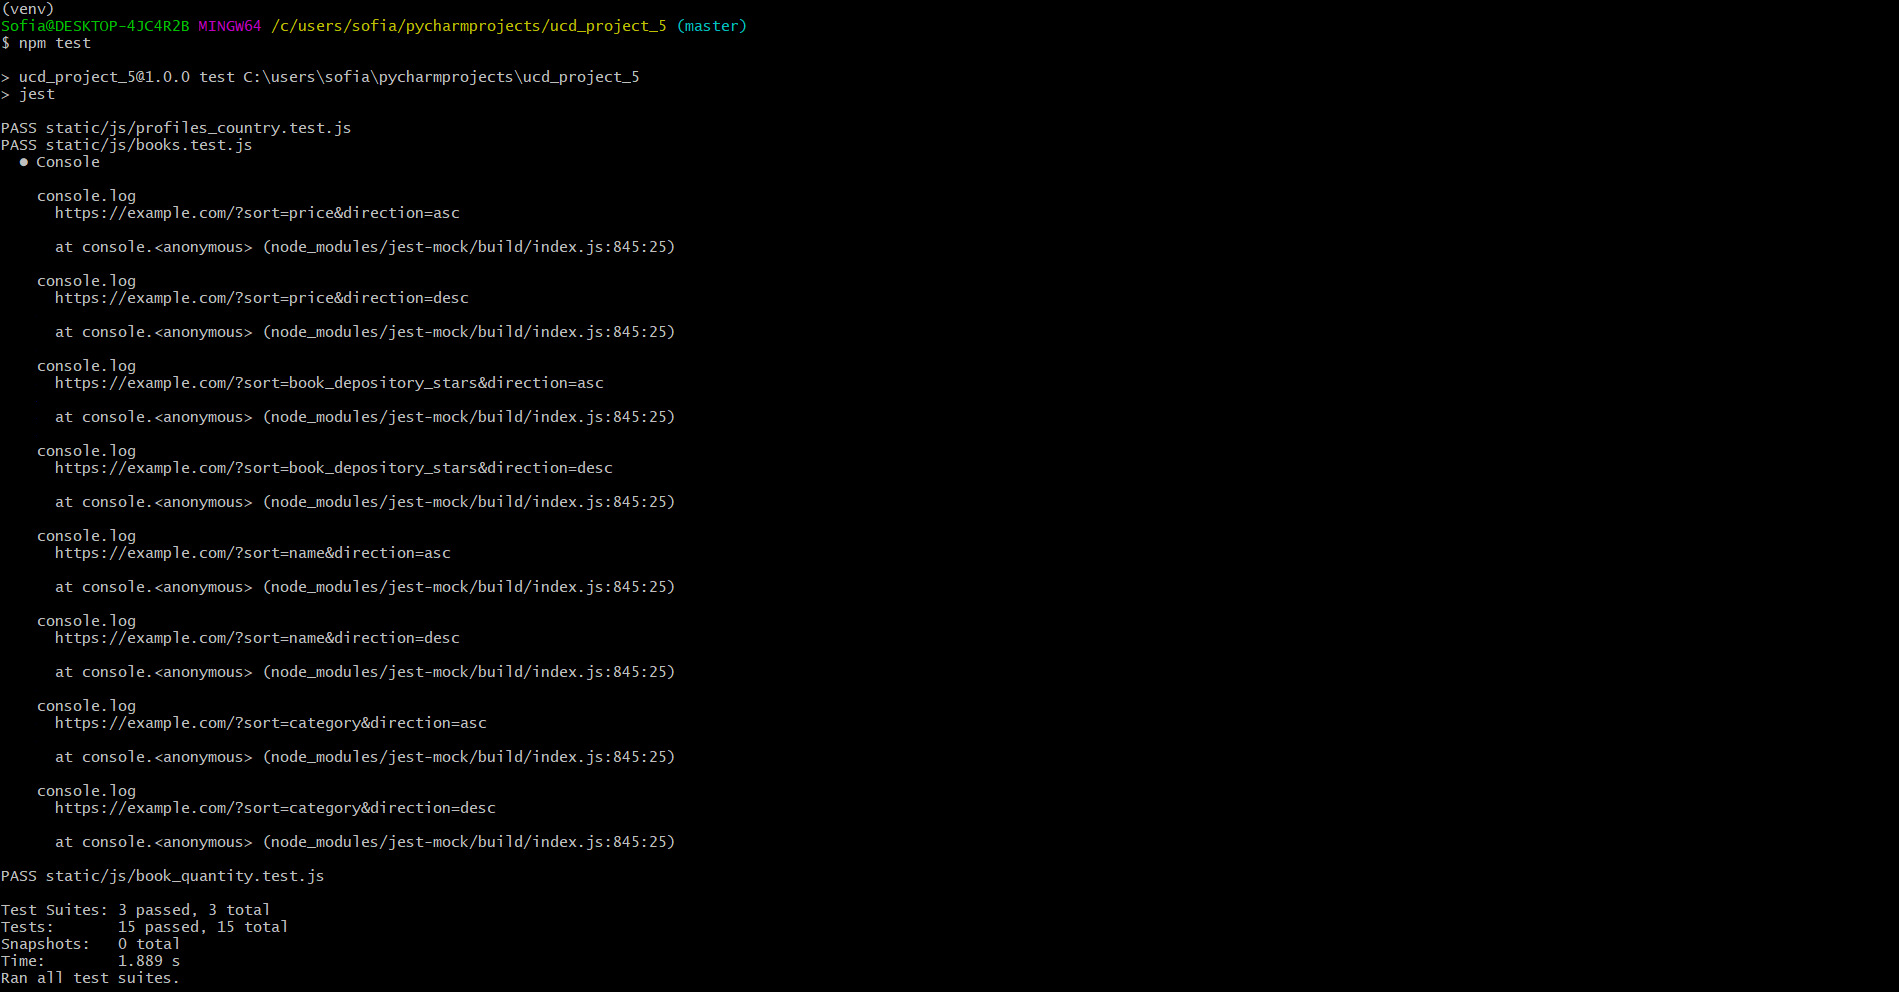 (venv)
Sofia@DESKTOP-4JC4R2B MINGW64 /c/users/sofia/pycharmprojects/ucd_project_5 (master)
$ npm test
> ucd_project_5@1.0.0 test C:\users\sofia\pycharmprojects\ucd_project_5
> jest
PASS static/js/profiles_country.test.js
PASS static/js/books.test.js
● Console
console.log
https://example.com/?sort=price&direction=asc
at console.<anonymous> (node_modules/jest-mock/build/index.js:845:25)
console.log
https://example.com/?sort=price&direction=desc
at console.<anonymous> (node_modules/jest-mock/build/index.js:845:25)
console.log
https://example.com/?sort=book_depository_stars&direction=asc
at console.<anonymous> (node_modules/jest-mock/build/index.js:845:25)
console.log
https://example.com/?sort=book_depository_stars&direction=desc
at console.<anonymous> (node_modules/jest-mock/build/index.js:845:25)
console.log
https://example.com/?sort=name&direction=asc
at console.<anonymous> (node_modules/jest-mock/build/index.js:845:25)
console.log
https://example.com/?sort=name&direction=desc
at console.<anonymous> (node_modules/jest-mock/build/index.js:845:25)
console.log
https://example.com/?sort=category&direction=asc
at console.<anonymous> (node_modules/jest-mock/build/index.js:845:25)
console.log
https://example.com/?sort=category&direction=desc
at console.<anonymous> (node_modules/jest-mock/build/index.js:845:25)
PASS static/js/book_quantity.test.js
Test Suites: 3 passed, 3 total
Tests:       15 passed, 15 total
Snapshots:   0 total
Time:        1.889 s
Ran all test suites.